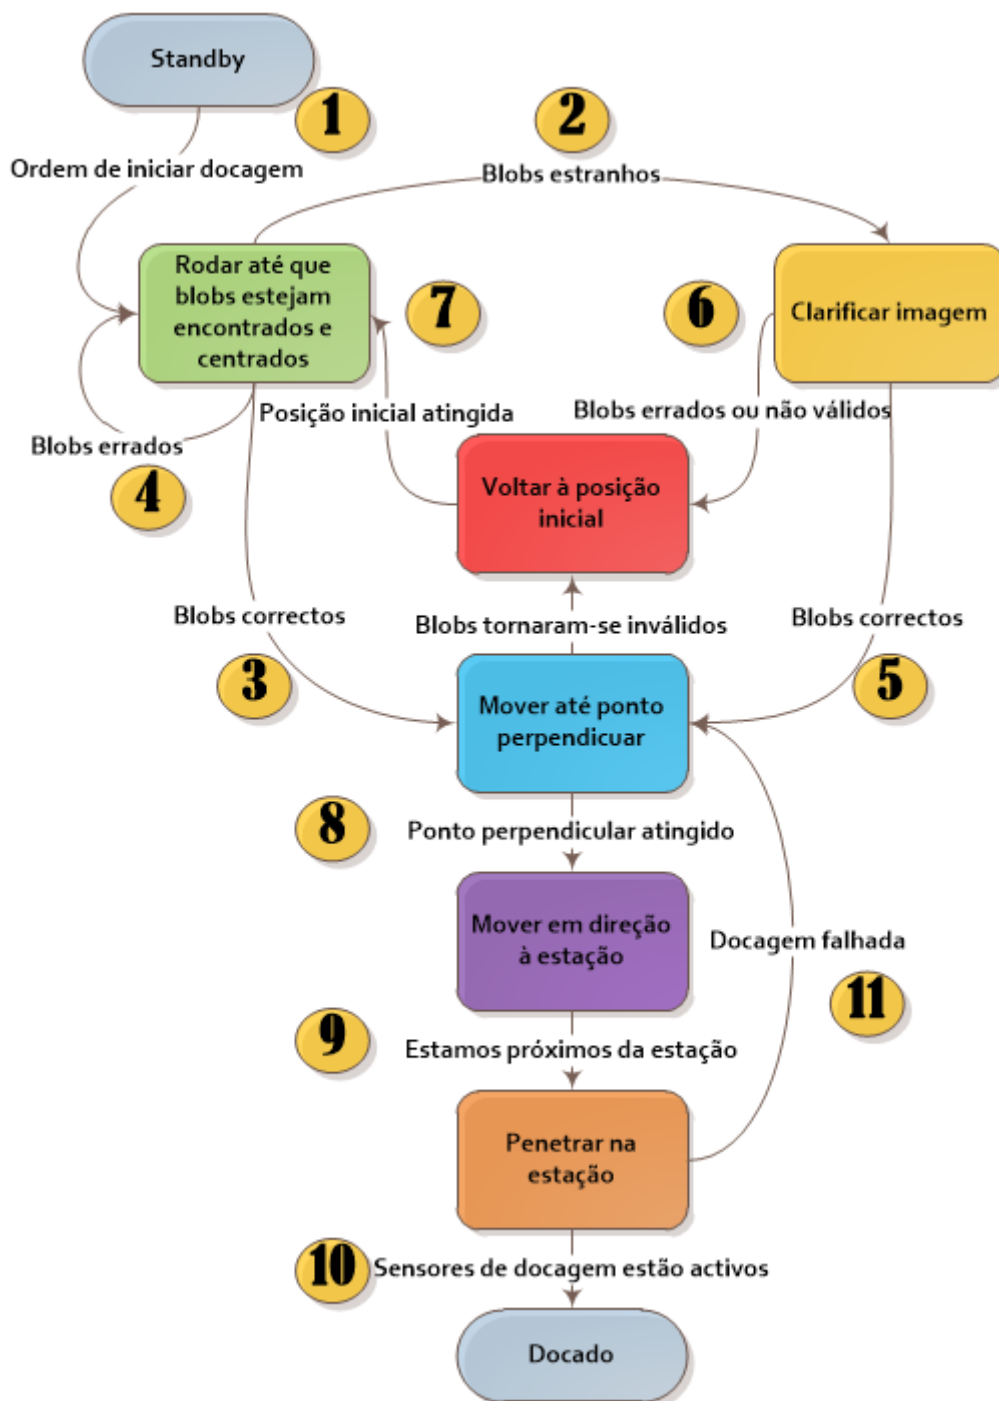 Standby
1
2
Ordem de iniciar docagem
Blobs estranhos
Rodar até que
blobs estejam
encontrados e
centrados
7
6
Clarificar imagem
Posição inicial atingida
Blobs errados ou não válidos
Blobs errados
4
Voltar à posição
inicial
Blobs correctos
Blobs tornaram-se inválidos
Blobs correctos
3
5
Mover até ponto
perpendicuar
8
Ponto perpendicular atingido
Mover em direção
à estação
Docagem falhada
11
9
Estamos próximos da estação
Penetrar na
estação
10
Sensores de docagem estão activos
Docado